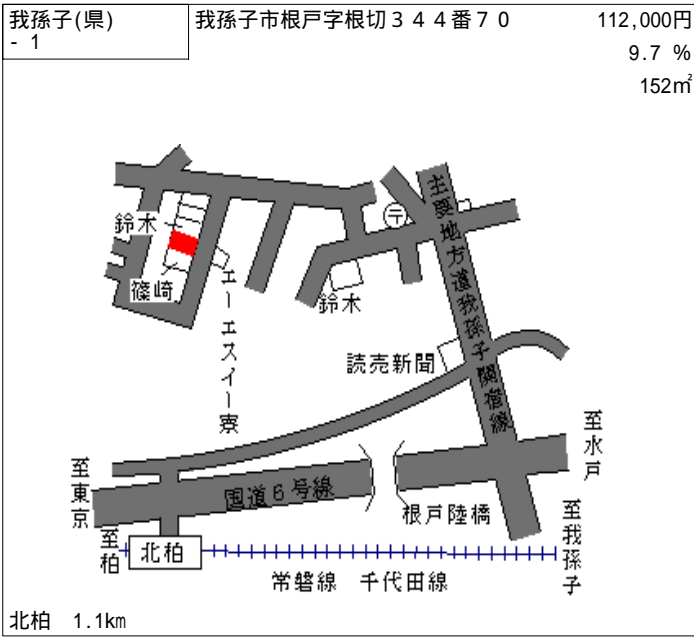 我孫子(県)
- 1
我孫子市根戸字根切３４４番７０
112,000円
9.7 %
152㎡
鈴木
篠崎
エーエスイー寮
鈴木
〒
主要地方道我孫子関宿線
読売新聞
至水戸
至東京
国道６号線
根戸陸橋
至柏
北柏
至我孫子
常磐線 千代田線
北柏 1.1km